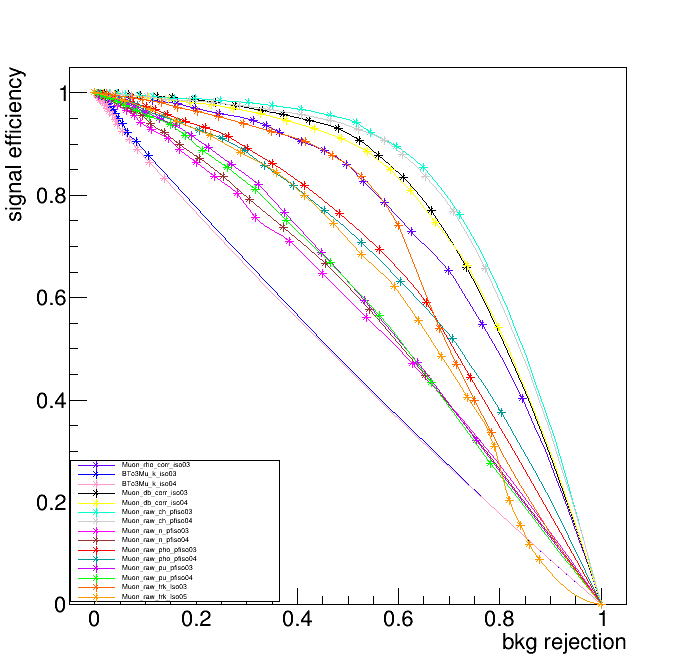 signal efficiency
1
0.8
0.6
0.4
0.2
0
Muon_rho_corr_iso03
BTo3Mu_k_iso03
BTo3Mu_k_iso04
Muon_db_corr_iso03
Muon_db_corr_iso04
Muon_raw_ch_pfiso03
Muon_raw_ch_pfiso04
Muon_raw_n_pfiso03
Muon_raw_n_pfiso04
Muon_raw_pho_pfiso03
Muon_raw_pho_pfiso04
Muon_raw_pu_pfiso03
Muon_raw_pu_pfiso04
Muon_raw_trk_iso03
Muon_raw_trk_iso05
0 0.2 0.4 0.6 0.8 1
bkg rejection